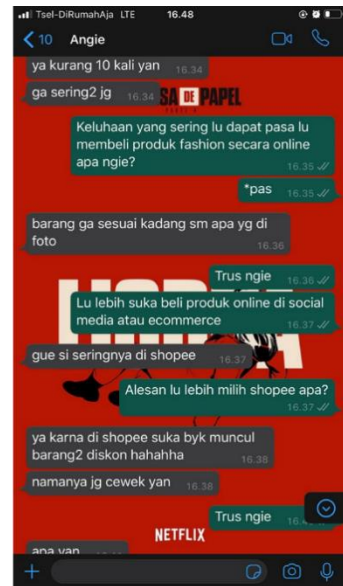 Tsel-DiRumahAja LTE 16.48
10 Angie
ya kurang 10 kali yan 16.34
ga sering2 jg 16.34
SA DE PAPEL
Keluhaan yang sering lu dapat pasa lu
membeli produk fashion secara online
apa ngie? 16.35
*pas 16.35
barang ga sesuai kadang sm apa yg di
foto 16.36
Trus ngie 16.36
Lu lebih suka beli produk online di social
media atau ecommerce 16.37
gue si seringnya di shopee 16.37
Alesan lu lebih milih shopee apa?
16.37
ya karna di shopee suka byk muncul
barang2 diskon hahahha 16.38
namanya jg cewek yan 16.38
Trus ngie
NETFLIX
apa yan